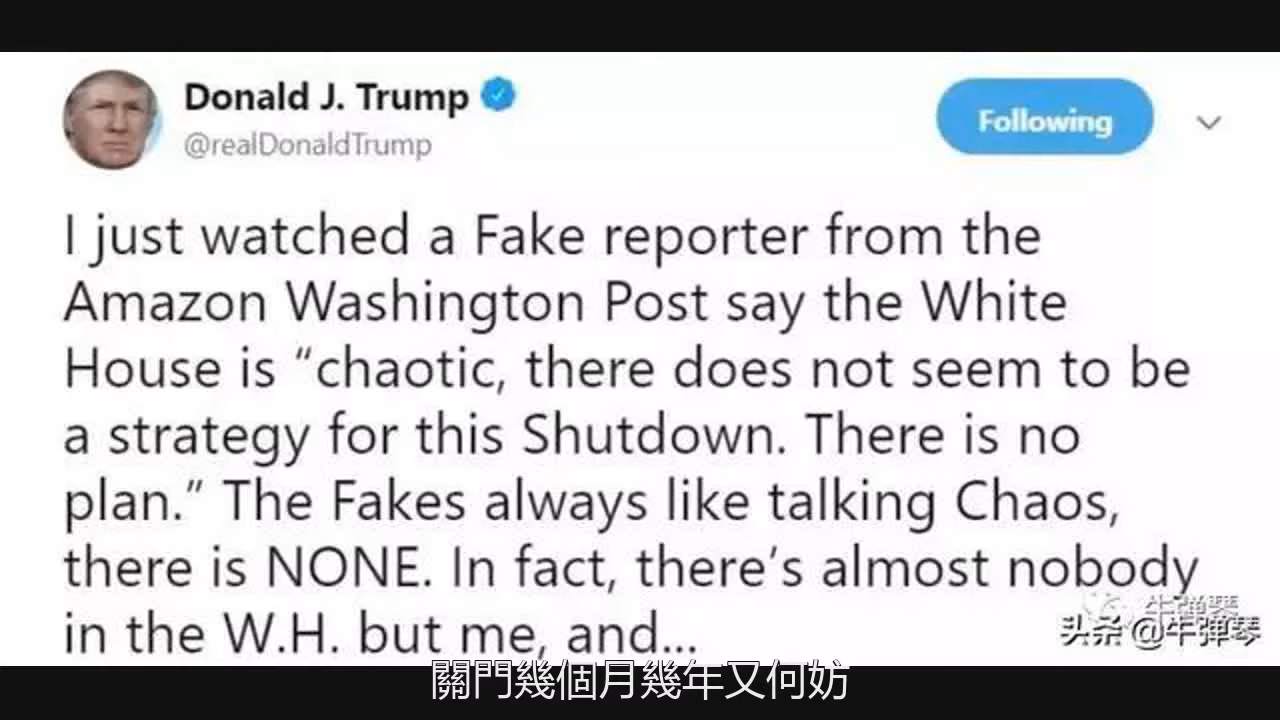 Donald J. Trump
@realDonaldTrump
Following
I just watched a Fake reporter from the
Amazon Washington Post say the White
House is “chaotic, there does not seem to be
a strategy for this Shutdown. There is no
plan.” The Fakes always like talking Chaos,
there is NONE. In fact, there’s almost nobody
in the W.H. but me, and...
牛弹琴
头条 @牛弹琴
關門幾個月幾年又何妨